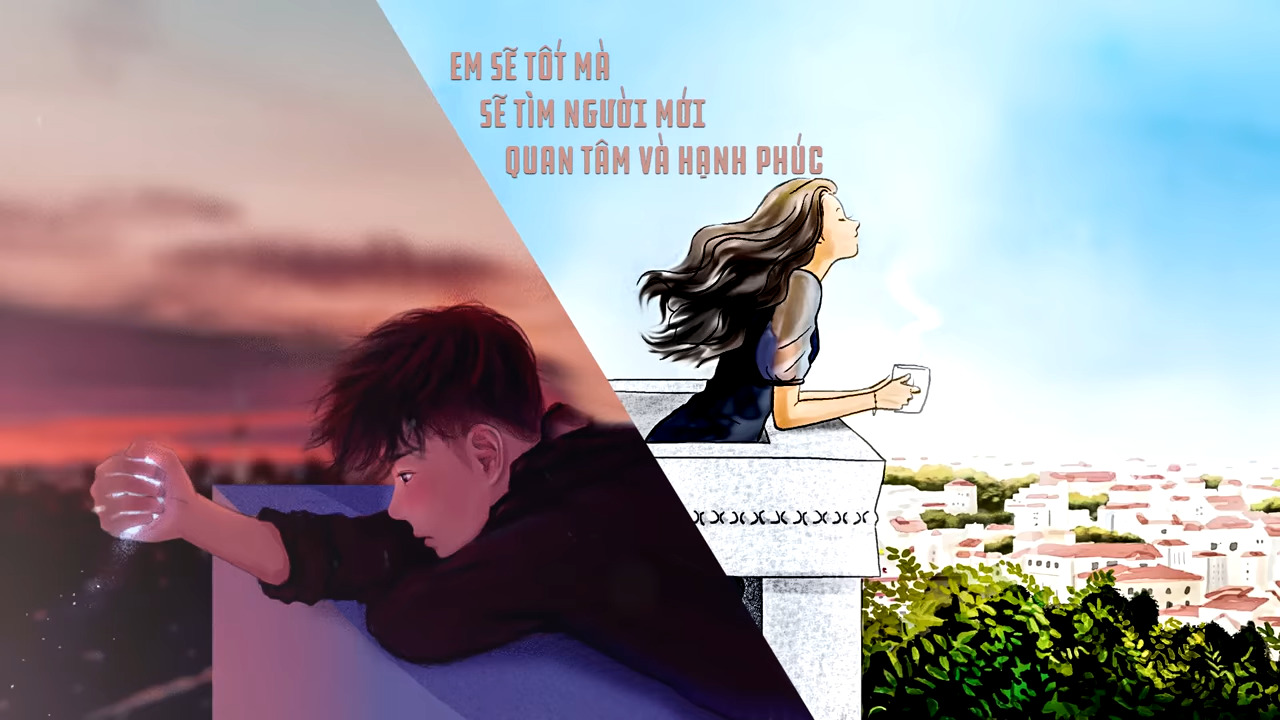 EM SẼ TỐT MÀ
SẼ TÌM NGƯỜI MỚI
QUAN TÂM VÀ HẠNH PHÚC